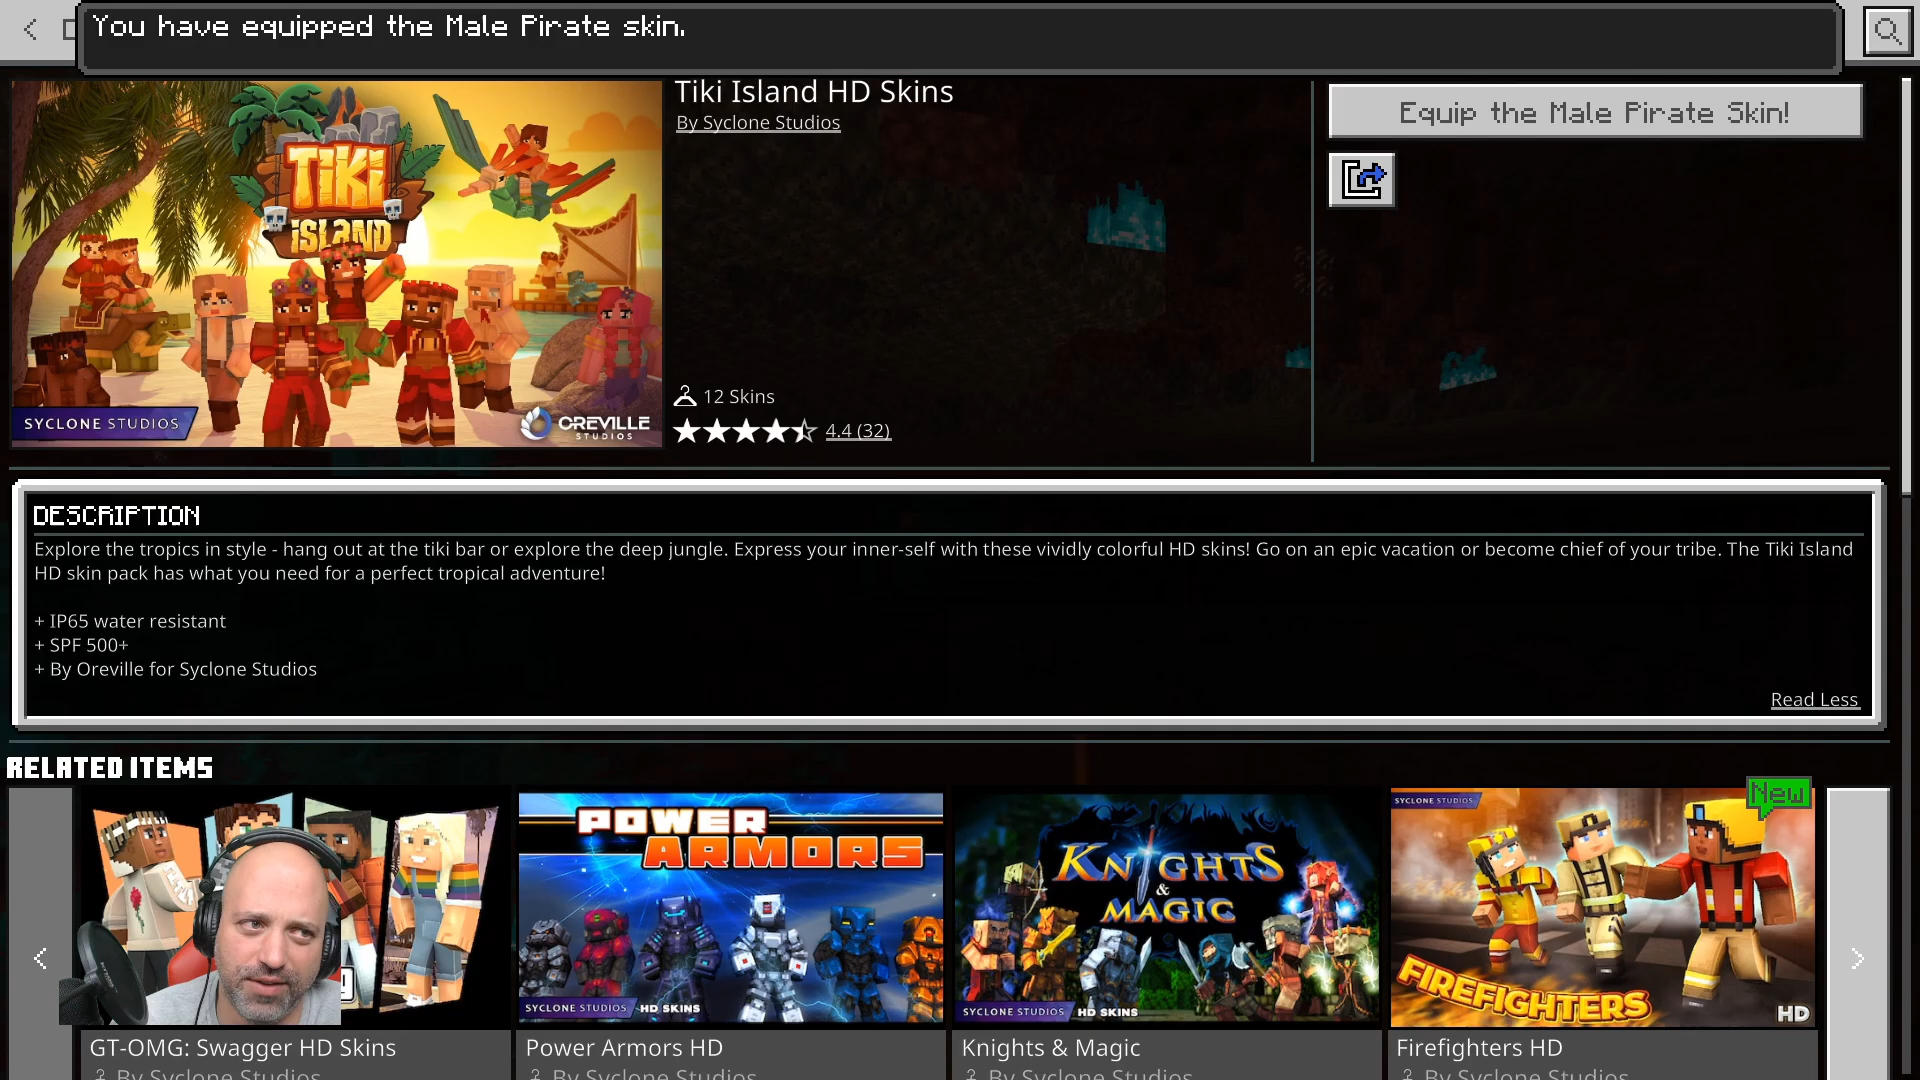 You have equipped the Male Pirate skin.
TIKI
ISLAND
SYCLONE STUDIOS
OREVILLE
STUDIOS
Tiki Island HD Skins
By Syclone Studios
12 Skins
4.4 (32)
Equip the Male Pirate Skin!
DESCRIPTION
Explore the tropics in style - hang out at the tiki bar or explore the deep jungle. Express your inner-self with these vividly colorful HD skins! Go on an epic vacation or become chief of your tribe. The Tiki Island
HD skin pack has what you need for a perfect tropical adventure!
+ IP65 water resistant
+ SPF 500+
+ By Oreville for Syclone Studios
Read Less
RELATED ITEMS
POWER
ARMORS
SYCLONE STUDIOS HD SKINS
KNIGHTS
&
MAGIC
SYCLONE STUDIOS HD SKINS
New
SYCLONE STUDIOS
FIREFIGHTERS
HD
GT-OMG: Swagger HD Skins
By Syclone Studios
Power Armors HD
By Syclone Studios
Knights & Magic
By Syclone Studios
Firefighters HD
By Syclone Studios